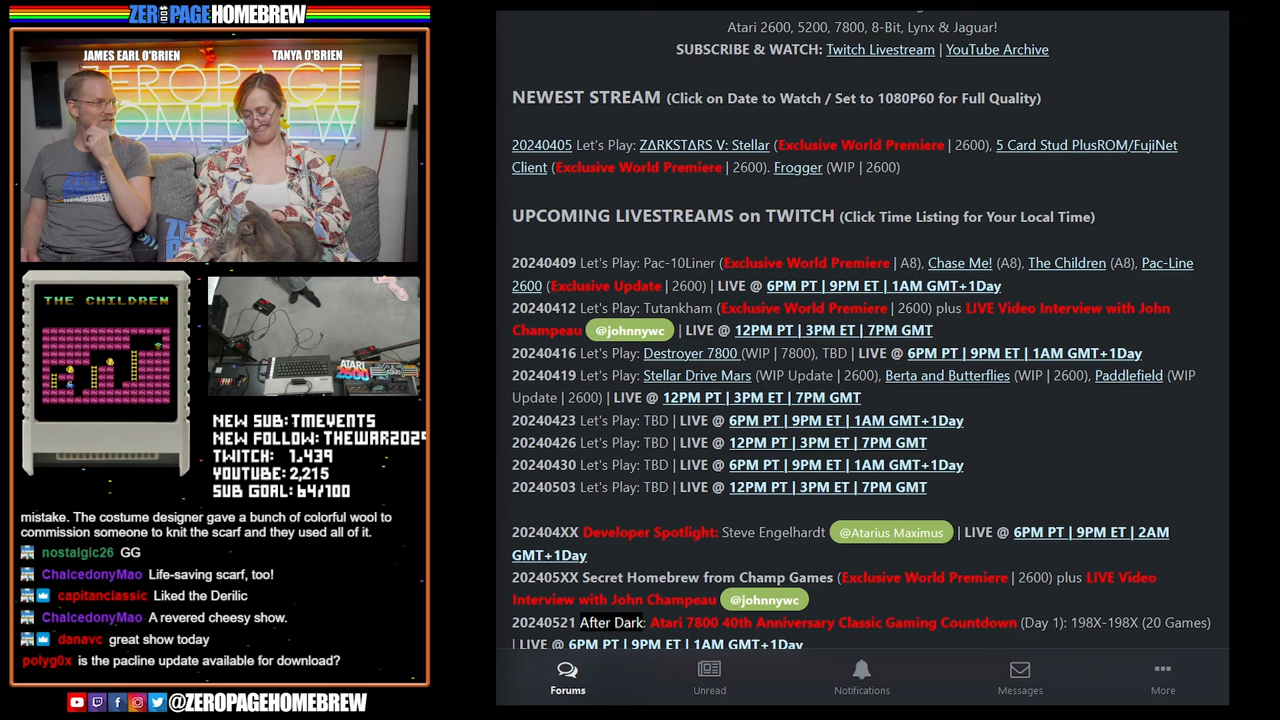 ZEROPAGEHOMEBREW
JAMES EARL O'BRIEN
TANYA O'BRIEN
ZEROPAGE
HOMEBREW
THE CHILDREN
ATARI
2600
NEW SUB: TMEVENTS
NEW FOLLOW: THEWAR202
TWITCH: 1,439
YOUTUBE: 2,215
SUB GOAL: 64/100
mistake. The costume designer gave a bunch of colorful wool to
commission someone to knit the scarf and they used all of it.
nostalgic26 GG
ChalcedonyMao Life-saving scarf, too!
capitanclassic Liked the Derilic
ChalcedonyMao A revered cheesy show.
danavc great show today
polyg0x is the pacline update available for download?
@ZEROPAGEHOMEBREW
Atari 2600, 5200, 7800, 8-Bit, Lynx & Jaguar!
SUBSCRIBE & WATCH: Twitch Livestream | YouTube Archive
NEWEST STREAM (Click on Date to Watch / Set to 1080P60 for Full Quality)
20240405 Let's Play: ZΔRKSTΔRS V: Stellar (Exclusive World Premiere | 2600), 5 Card Stud PlusROM/FujiNet
Client (Exclusive World Premiere | 2600). Frogger (WIP | 2600)
UPCOMING LIVESTREAMS on TWITCH (Click Time Listing for Your Local Time)
20240409 Let's Play: Pac-10Liner (Exclusive World Premiere | A8), Chase Me! (A8), The Children (A8), Pac-Line
2600 (Exclusive Update | 2600) | LIVE @ 6PM PT | 9PM ET | 1AM GMT+1Day
20240412 Let's Play: Tutankham (Exclusive World Premiere | 2600) plus LIVE Video Interview with John
Champeau @johnnywc | LIVE @ 12PM PT | 3PM ET | 7PM GMT
20240416 Let's Play: Destroyer 7800 (WIP | 7800), TBD | LIVE @ 6PM PT | 9PM ET | 1AM GMT+1Day
20240419 Let's Play: Stellar Drive Mars (WIP Update | 2600), Berta and Butterflies (WIP | 2600), Paddlefield (WIP
Update | 2600) | LIVE @ 12PM PT | 3PM ET | 7PM GMT
20240423 Let's Play: TBD | LIVE @ 6PM PT | 9PM ET | 1AM GMT+1Day
20240426 Let's Play: TBD | LIVE @ 12PM PT | 3PM ET | 7PM GMT
20240430 Let's Play: TBD | LIVE @ 6PM PT | 9PM ET | 1AM GMT+1Day
20240503 Let's Play: TBD | LIVE @ 12PM PT | 3PM ET | 7PM GMT
202404XX Developer Spotlight: Steve Engelhardt @Atarius Maximus | LIVE @ 6PM PT | 9PM ET | 2AM
GMT+1Day
202405XX Secret Homebrew from Champ Games (Exclusive World Premiere | 2600) plus LIVE Video
Interview with John Champeau @johnnywc
20240521 After Dark: Atari 7800 40th Anniversary Classic Gaming Countdown (Day 1): 198X-198X (20 Games)
| LIVE @ 6PM PT | 9PM ET | 1AM GMT+1Day
Forums
Unread
Notifications
Messages
More